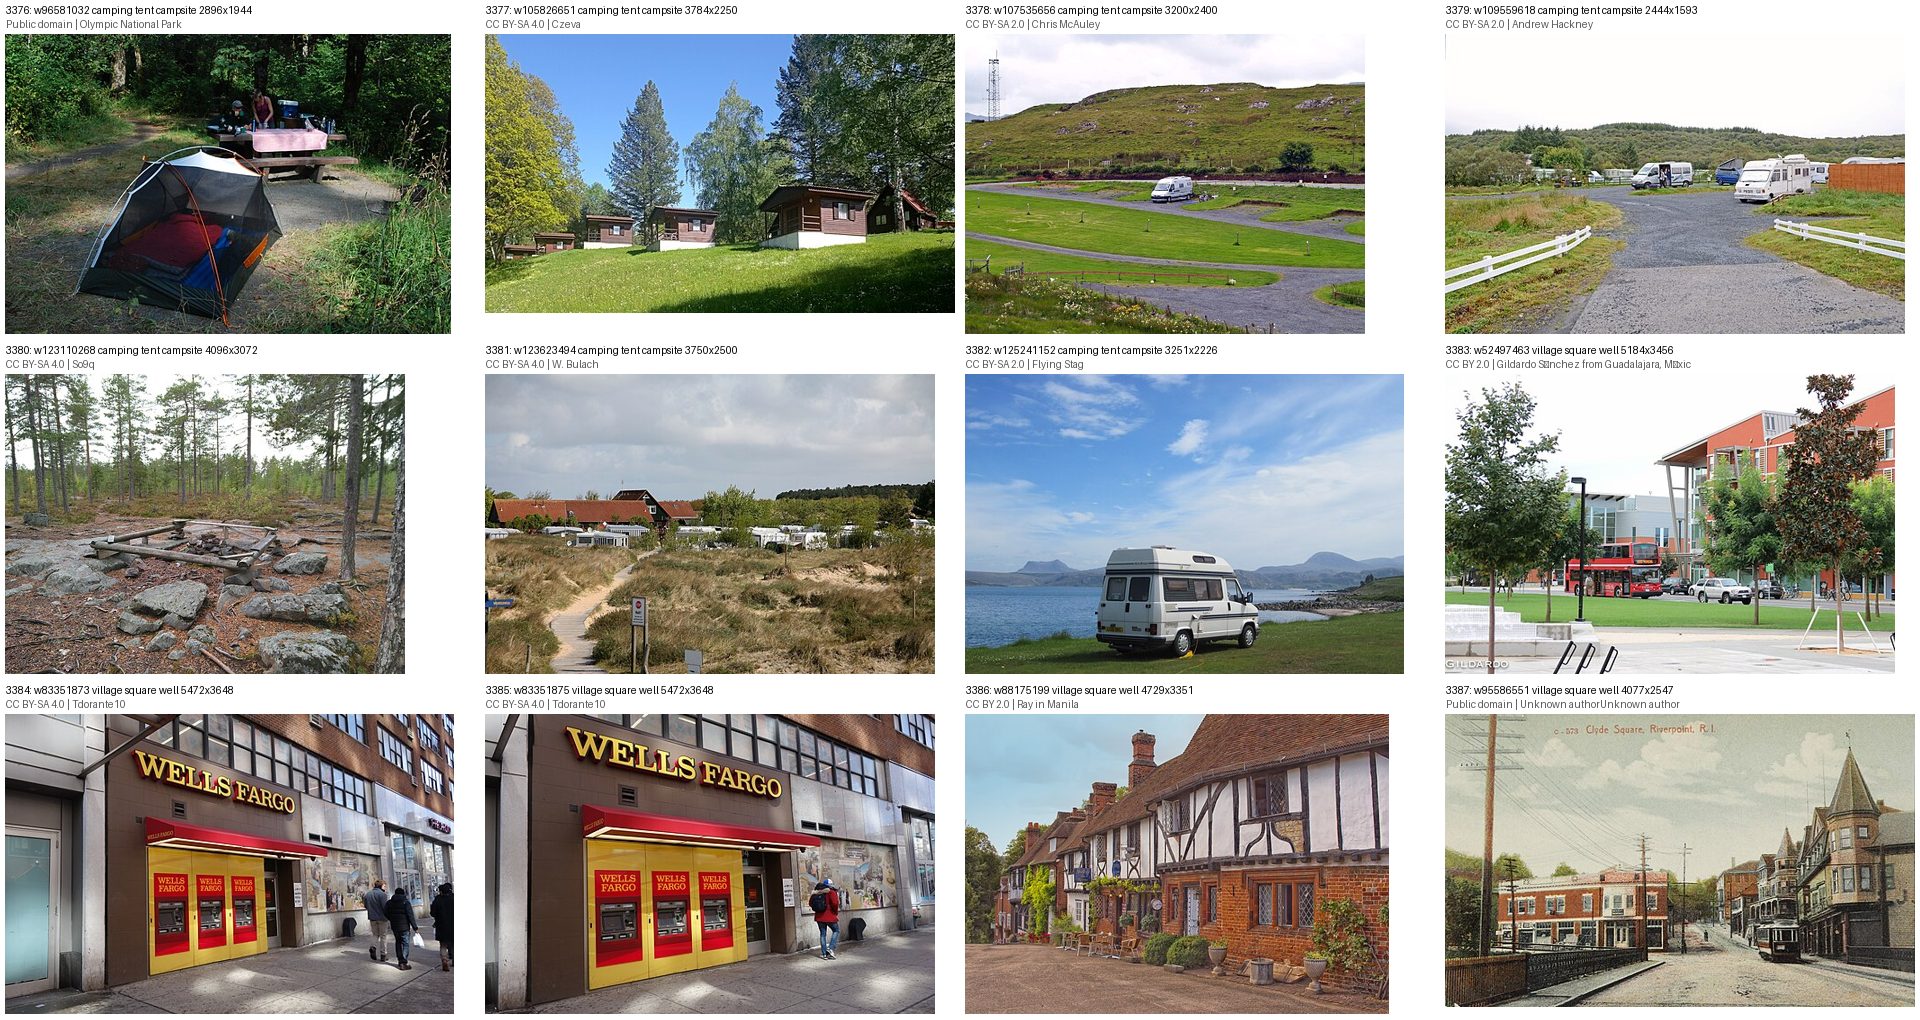 3376: w96581032 camping tent campsite 2896x1944
Public domain | Olympic National Park
3377: w105826651 camping tent campsite 3784x2250
CC BY-SA 4.0 | Czeva
3378: w107535656 camping tent campsite 3200x2400
CC BY-SA 2.0 | Chris McAuley
3379: w109559618 camping tent campsite 2444x1593
CC BY-SA 2.0 | Andrew Hackney
3380: w123110268 camping tent campsite 4096x3072
CC BY-SA 4.0 | So9q
3381: w123623494 camping tent campsite 3750x2500
CC BY-SA 4.0 | W. Bulach
3382: w125241152 camping tent campsite 3251x2226
CC BY-SA 2.0 | Flying Stag
3383: w52497463 village square well 5184x3456
CC BY 2.0 | Gildardo S□nchez from Guadalajara, M□xic
GILDAROO
3384: w83351873 village square well 5472x3648
CC BY-SA 4.0 | Tdorante10
WELLS FARGO
WELLS FARGO
WELLS FARGO
WELLS FARGO
WELLS FARGO
3385: w83351875 village square well 5472x3648
CC BY-SA 4.0 | Tdorante10
WELLS FARGO
WELLS FARGO
WELLS FARGO
WELLS FARGO
WELLS FARGO
3386: w88175199 village square well 4729x3351
CC BY 2.0 | Ray in Manila
3387: w95586551 village square well 4077x2547
Public domain | Unknown authorUnknown author
C-573 Clyde Square, Riverpoint, R.I.